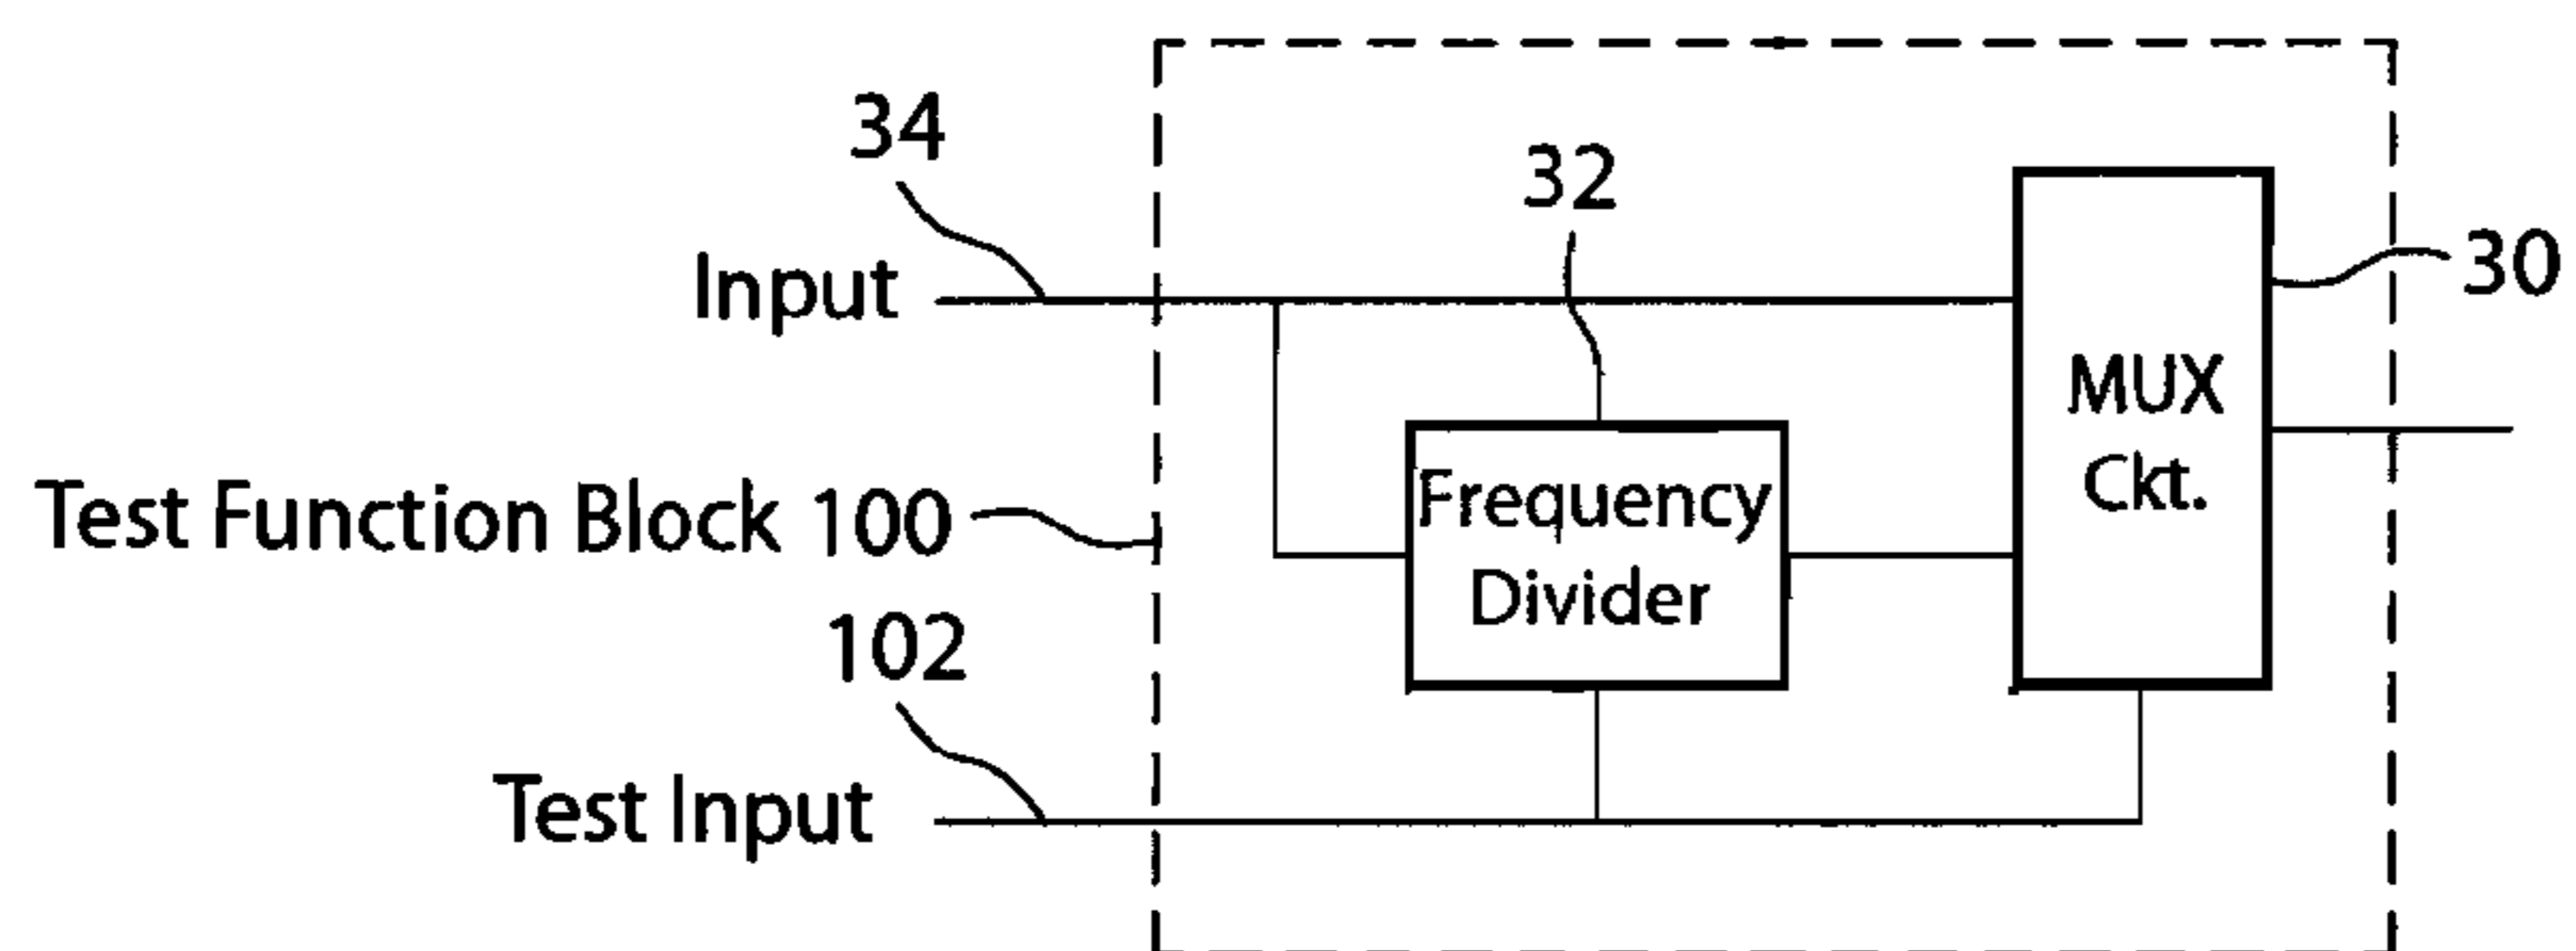 34
32
Input
30
MUX
Ckt.
Frequency
Divider
Test Function Block 100
102
Test Input